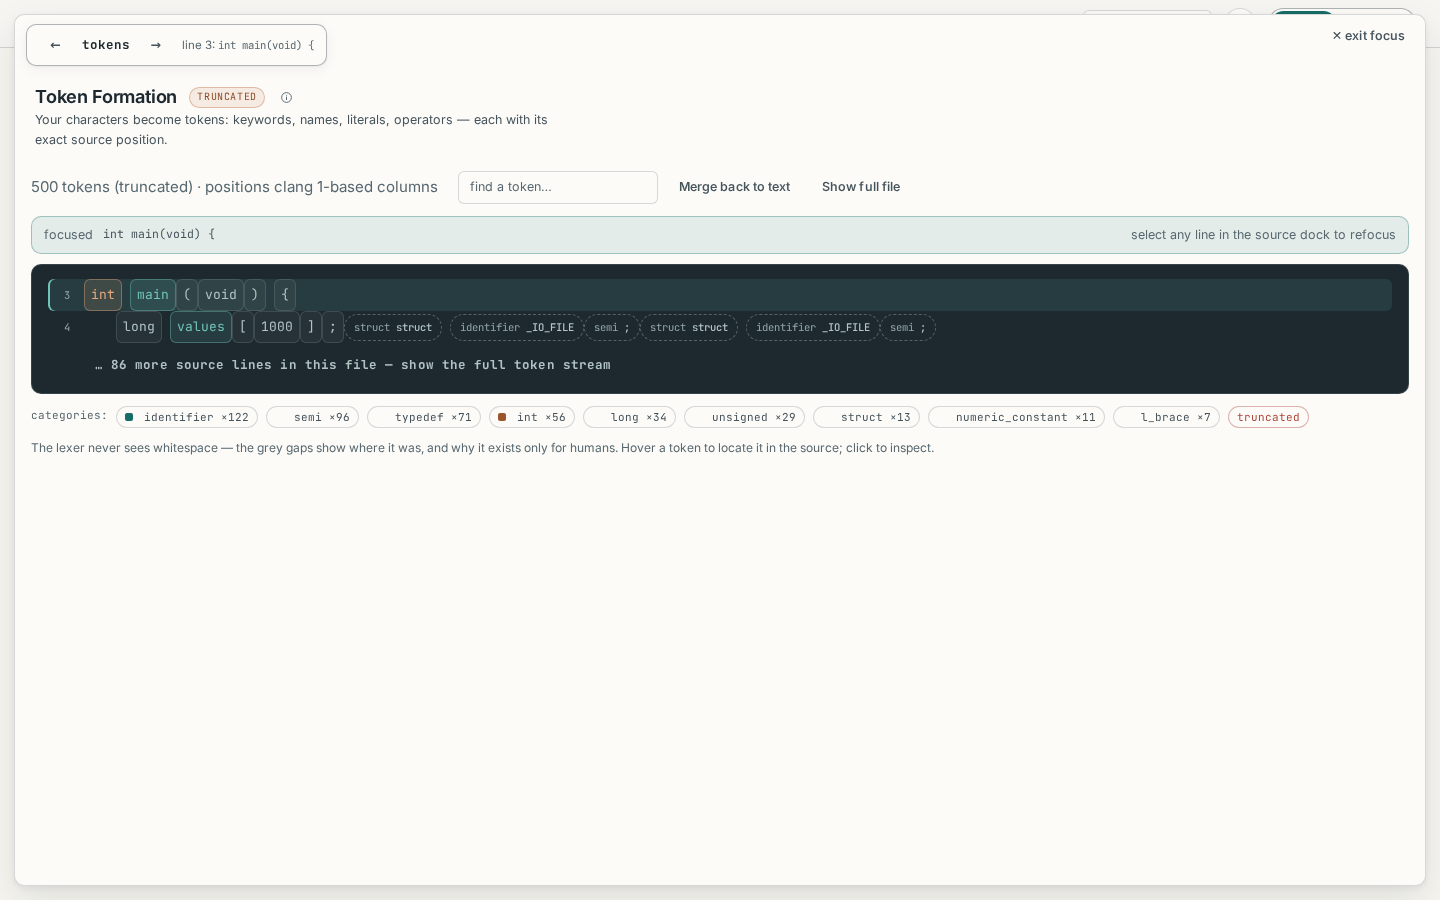 ← tokens → line 3: int main(void) {
✕ exit focus
Token Formation TRUNCATED
Your characters become tokens: keywords, names, literals, operators — each with its
exact source position.
500 tokens (truncated) · positions clang 1-based columns find a token… Merge back to text Show full file
focused int main(void) { select any line in the source dock to refocus
3 int main ( void ) {
4 long values [ 1000 ] ; struct struct identifier _IO_FILE semi ; struct struct identifier _IO_FILE semi ;
… 86 more source lines in this file — show the full token stream
categories: identifier ×122 semi ×96 typedef ×71 int ×56 long ×34 unsigned ×29 struct ×13 numeric_constant ×11 l_brace ×7 truncated
The lexer never sees whitespace — the grey gaps show where it was, and why it exists only for humans. Hover a token to locate it in the source; click to inspect.